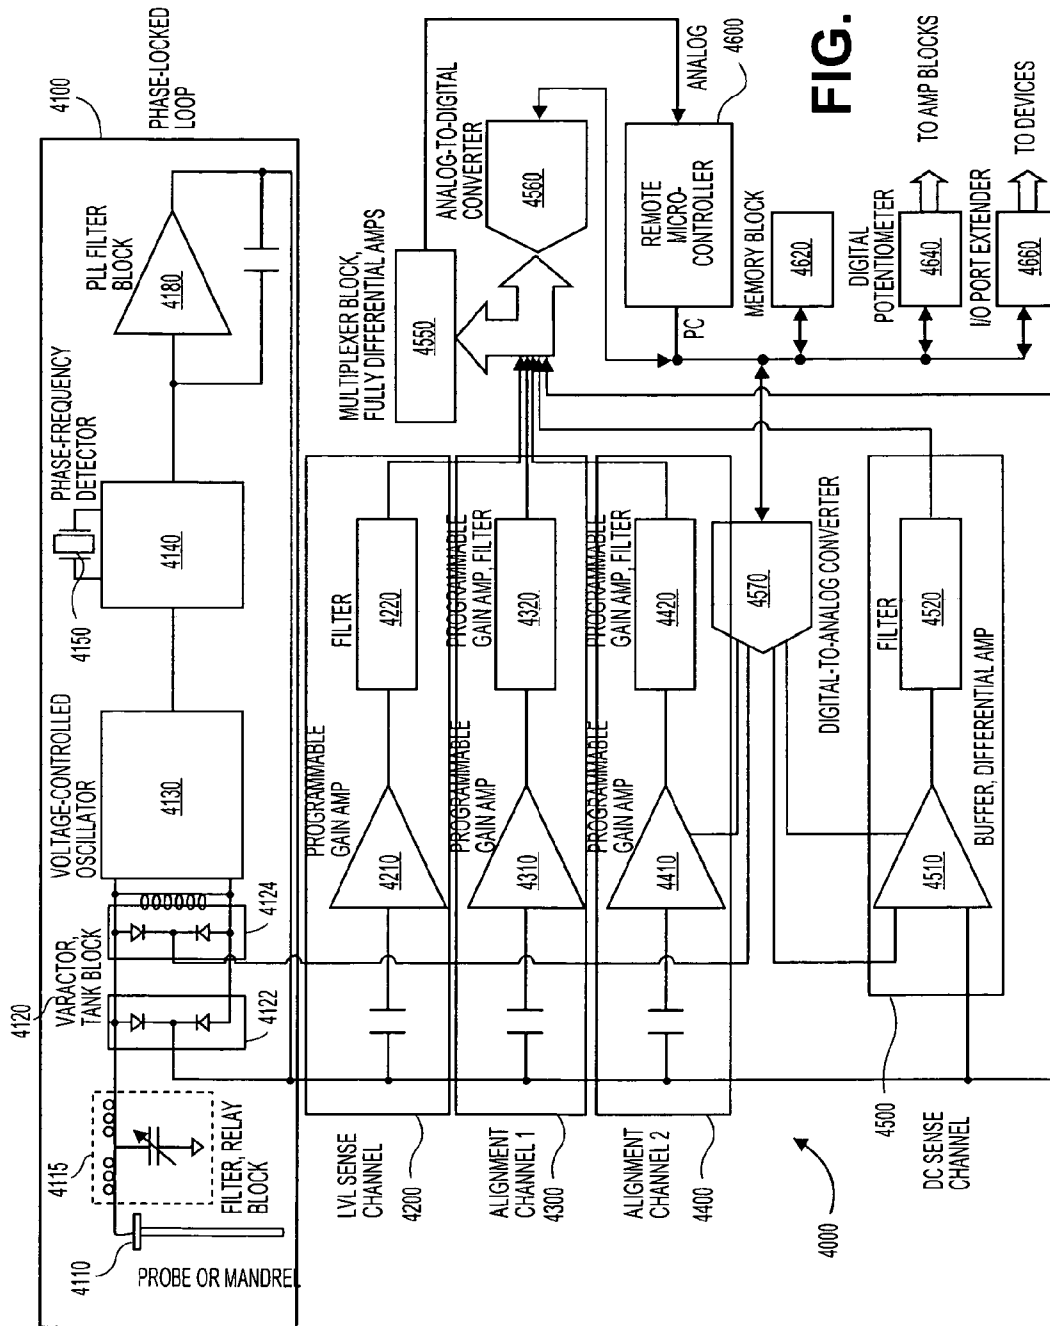 4100
PHASE-LOCKED
LOOP
PLL FILTER
BLOCK
4180
PHASE-FREQUENCY
DETECTOR
4150
4140
VOLTAGE-CONTROLLED
OSCILLATOR
4130
4124
VARACTOR,
TANK BLOCK
4120
4122
4115
FILTER, RELAY
BLOCK
4110
PROBE OR MANDREL
PROGRAMMABLE
GAIN AMP
4210
FILTER
4220
LVL SENSE
CHANNEL
4200
PROGRAMMABLE
GAIN AMP
4310
PROGRAMMABLE
GAIN AMP, FILTER
4320
ALIGNMENT
CHANNEL 1
4300
PROGRAMMABLE
GAIN AMP
4410
PROGRAMMABLE
GAIN AMP, FILTER
4420
ALIGNMENT
CHANNEL 2
4400
4570
DIGITAL-TO-ANALOG CONVERTER
FILTER
4520
4510
BUFFER, DIFFERENTIAL AMP
4500
DC SENSE
CHANNEL
4000
MULTIPLEXER BLOCK,
FULLY DIFFERENTIAL AMPS
4550
ANALOG-TO-DIGITAL
CONVERTER
4560
ANALOG
4600
REMOTE
MICRO-
CONTROLLER
PC
MEMORY BLOCK
4620
DIGITAL
POTENTIOMETER
4640
TO AMP BLOCKS
I/O PORT EXTENDER
4660
TO DEVICES
FIG.